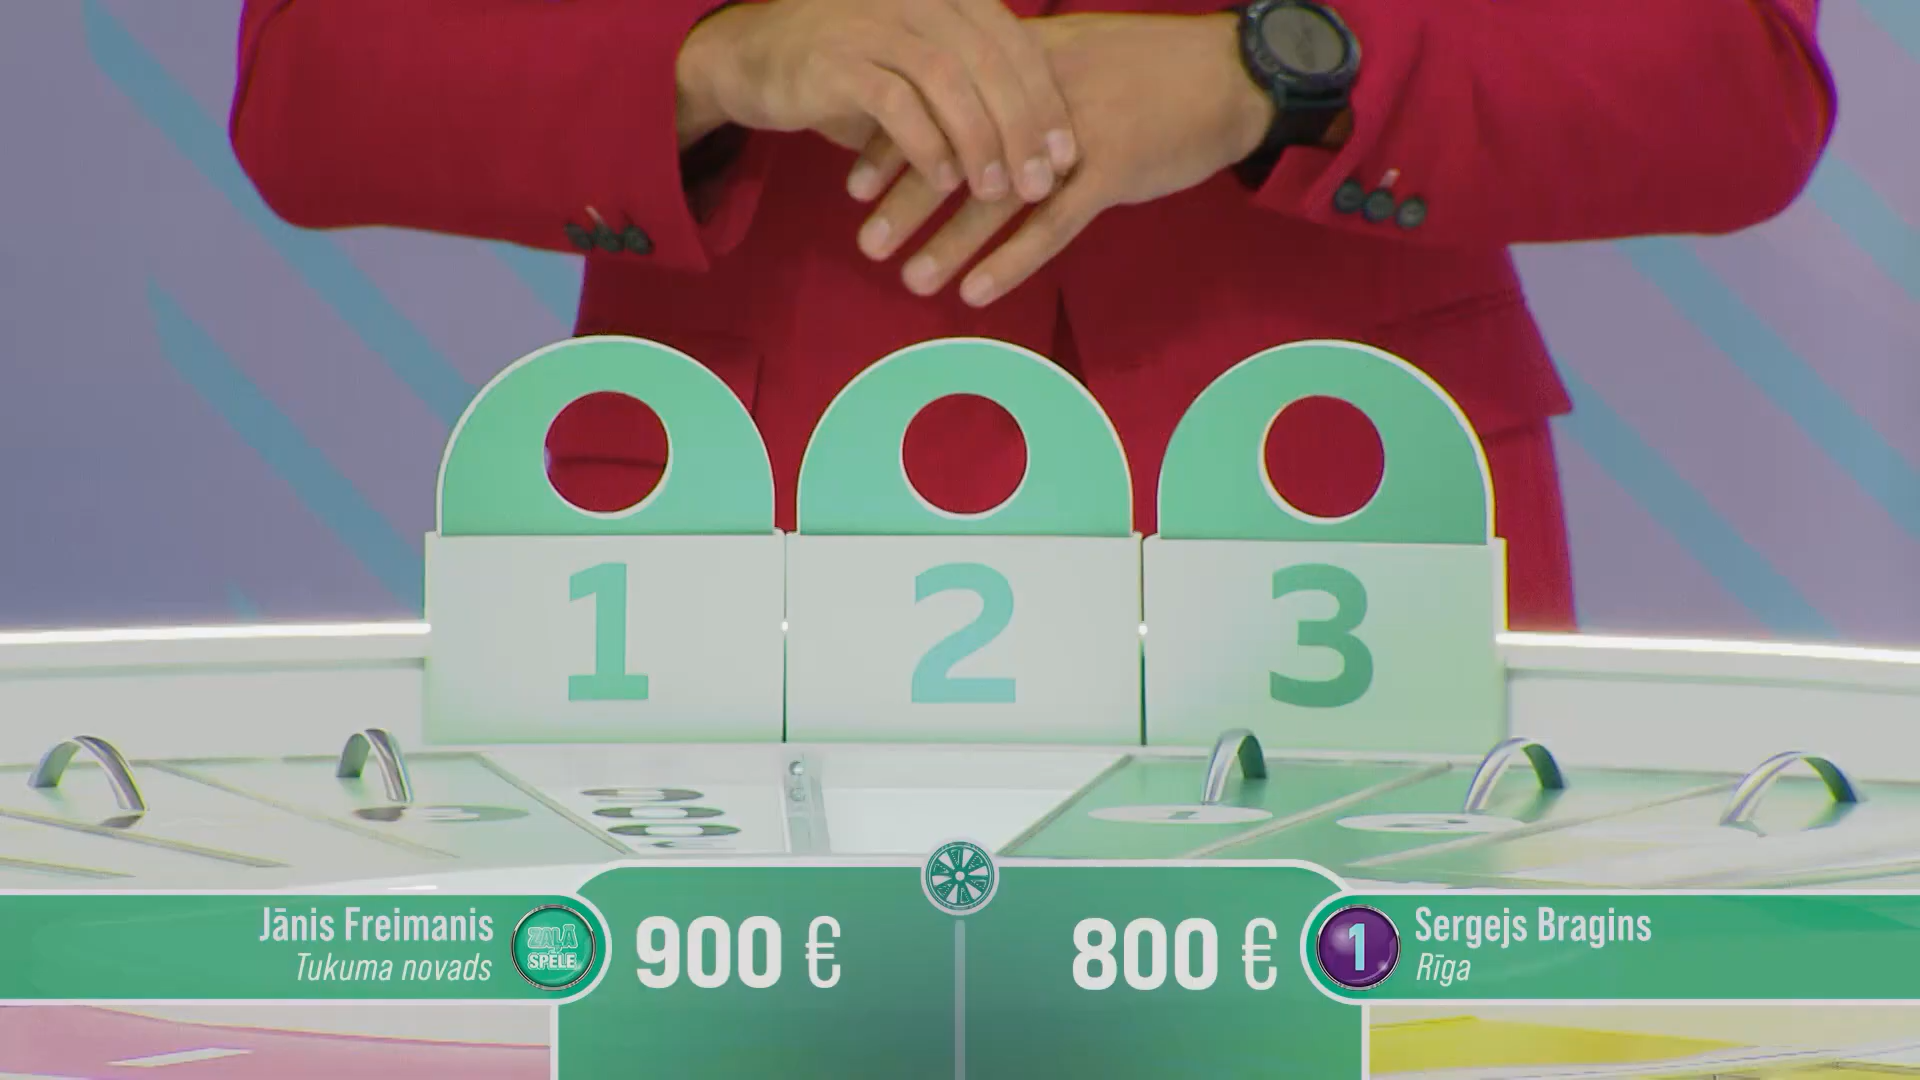 1
2
3
Jānis Freimanis
Tukuma novads
ZAĻĀ
SPĒLE
900 €
800 €
1
Sergejs Bragins
Rīga